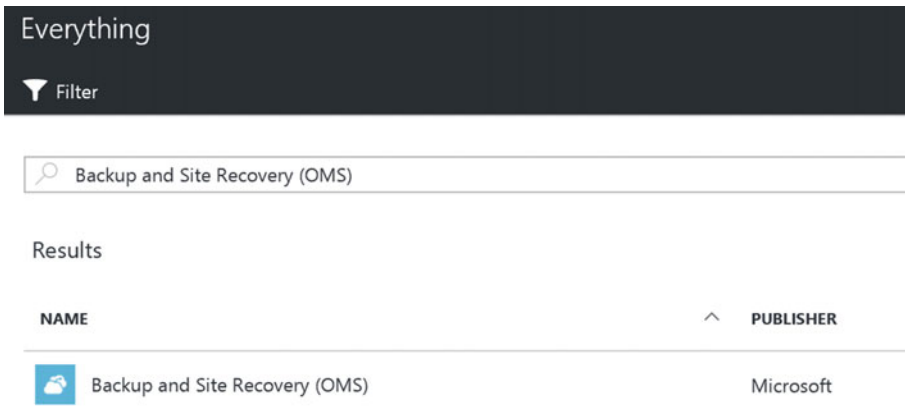 Everything
Filter
Backup and Site Recovery (OMS)
Results
NAME PUBLISHER
Backup and Site Recovery (OMS) Microsoft